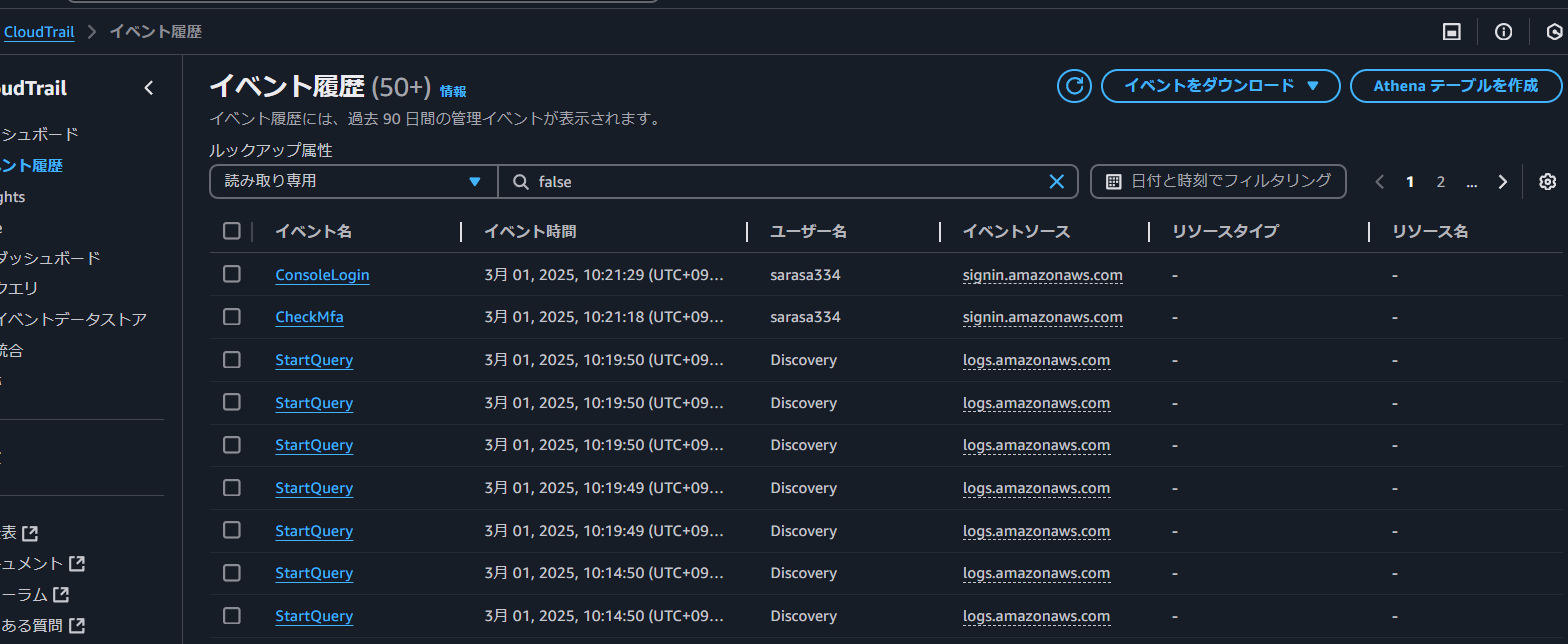 CloudTrail > イベント履歴
oudTrail
イベント履歴 (50+) 情報
イベントをダウンロード
Athena テーブルを作成
イベント履歴には、過去 90 日間の管理イベントが表示されます。
ルックアップ属性
読み取り専用
false
日付と時刻でフィルタリング
1 2 ...
シュボード
ント履歴
ghts
e
ダッシュボード
クエリ
イベントデータストア
統合
表
ュメント
ーラム
ある質問
イベント名 イベント時間 ユーザー名 イベントソース リソースタイプ リソース名
ConsoleLogin 3月 01, 2025, 10:21:29 (UTC+09… sarasa334 signin.amazonaws.com - -
CheckMfa 3月 01, 2025, 10:21:18 (UTC+09… sarasa334 signin.amazonaws.com - -
StartQuery 3月 01, 2025, 10:19:50 (UTC+09… Discovery logs.amazonaws.com - -
StartQuery 3月 01, 2025, 10:19:50 (UTC+09… Discovery logs.amazonaws.com - -
StartQuery 3月 01, 2025, 10:19:50 (UTC+09… Discovery logs.amazonaws.com - -
StartQuery 3月 01, 2025, 10:19:49 (UTC+09… Discovery logs.amazonaws.com - -
StartQuery 3月 01, 2025, 10:19:49 (UTC+09… Discovery logs.amazonaws.com - -
StartQuery 3月 01, 2025, 10:14:50 (UTC+09… Discovery logs.amazonaws.com - -
StartQuery 3月 01, 2025, 10:14:50 (UTC+09… Discovery logs.amazonaws.com - -